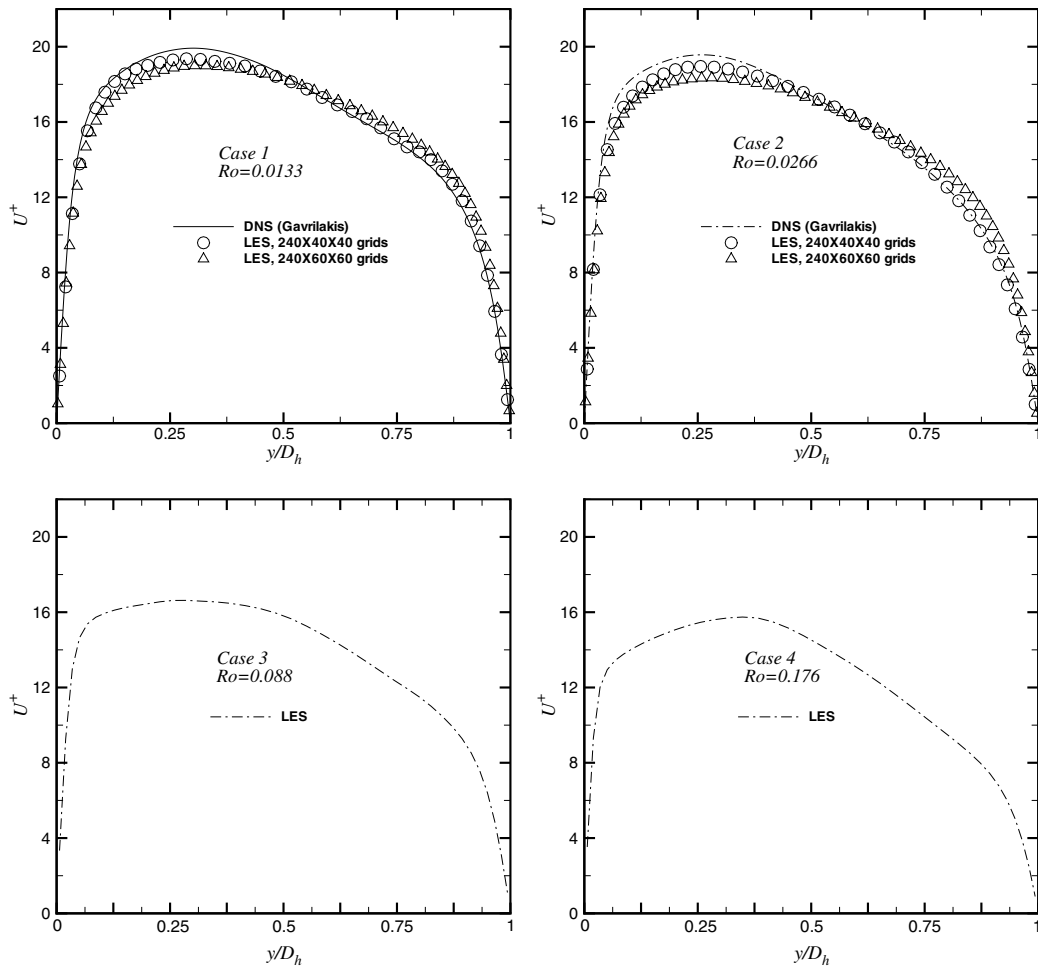 20
16
12
8
4
0
U+
Case 1
Ro=0.0133
DNS (Gavrilakis)
LES, 240X40X40 grids
LES, 240X60X60 grids
0 0.25 0.5 0.75 1
y/Dh
20
16
12
8
4
0
U+
Case 2
Ro=0.0266
DNS (Gavrilakis)
LES, 240X40X40 grids
LES, 240X60X60 grids
0 0.25 0.5 0.75 1
y/Dh
20
16
12
8
4
0
U+
Case 3
Ro=0.088
LES
0 0.25 0.5 0.75 1
y/Dh
20
16
12
8
4
0
U+
Case 4
Ro=0.176
LES
0 0.25 0.5 0.75 1
y/Dh